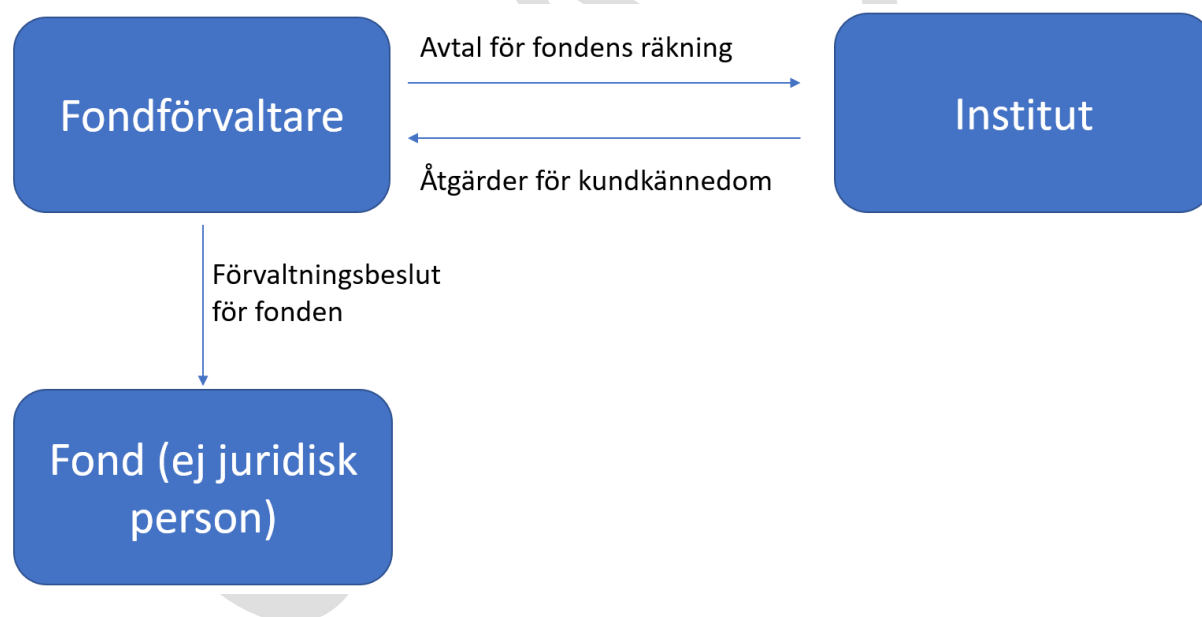 Fondförvaltare
Avtal för fondens räkning
Åtgärder för kundkännedom
Institut
Förvaltningsbeslut
för fonden
Fond (ej juridisk
person)